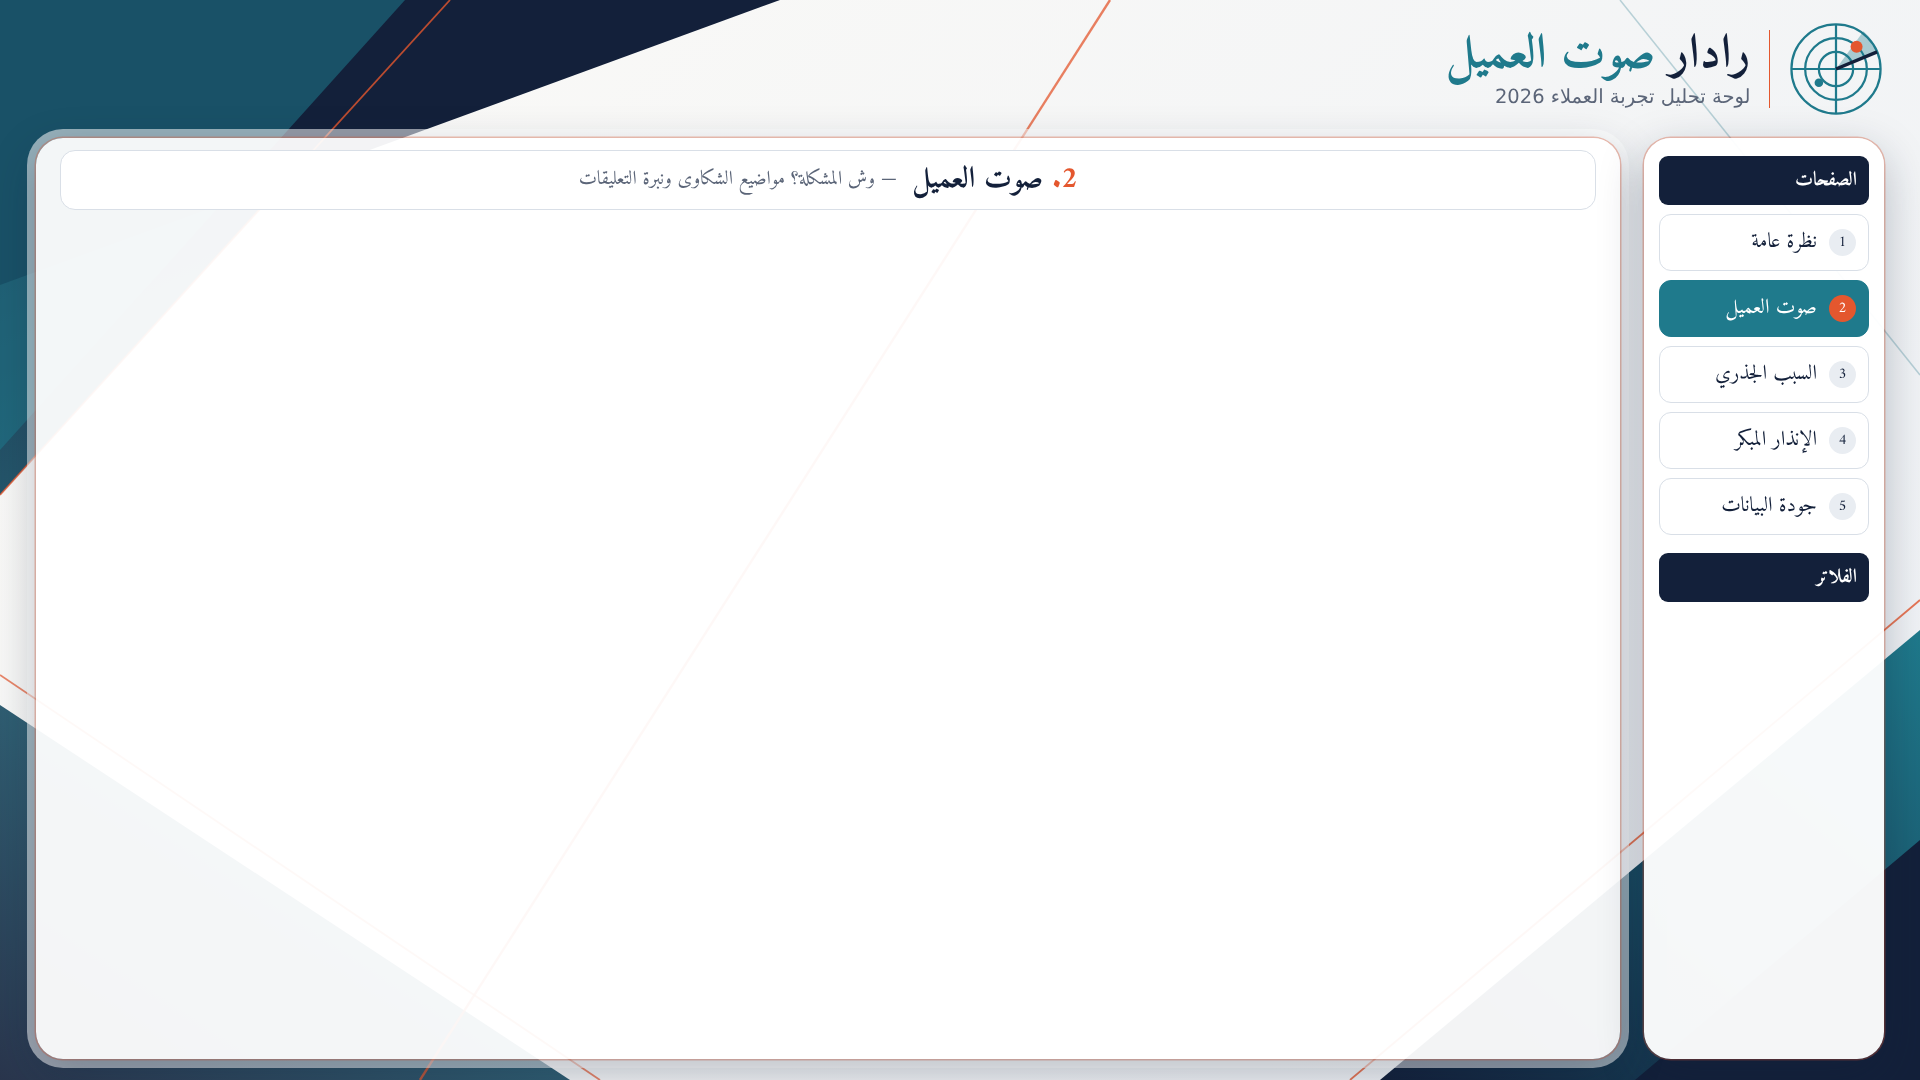 رادار صوت العميل
لوحة تحليل تجربة العملاء 2026
2. صوت العميل — وش المشكلة؟ مواضيع الشكاوى ونبرة التعليقات
الصفحات
1 نظرة عامة
2 صوت العميل
3 السبب الجذري
4 الإنذار المبكر
5 جودة البيانات
الفلاتر